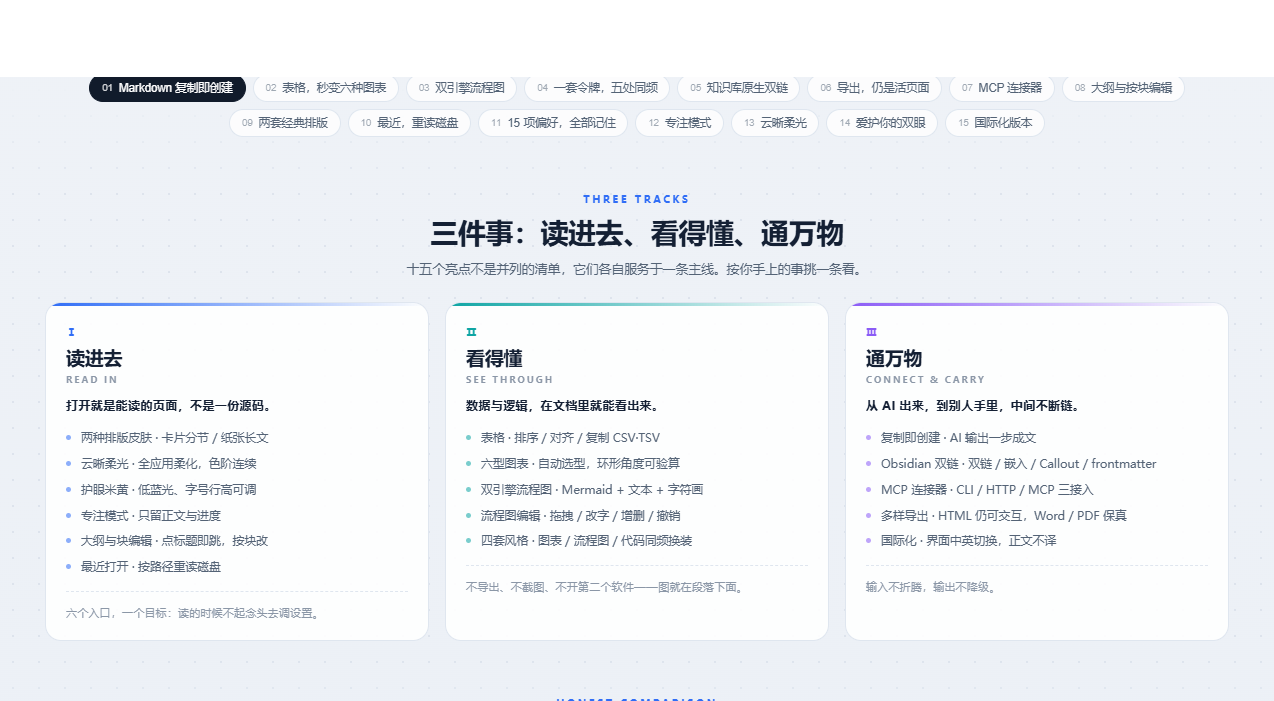 01 Markdown 复制即创建
02 表格，秒变六种图表
03 双引擎流程图
04 一套令牌，五处同频
05 知识库原生双链
06 导出，仍是活页面
07 MCP 连接器
08 大纲与按块编辑
09 两套经典排版
10 最近，重读磁盘
11 15 项偏好，全部记住
12 专注模式
13 云晰柔光
14 爱护你的双眼
15 国际化版本
THREE TRACKS
三件事：读进去、看得懂、通万物
十五个亮点不是并列的清单，它们各自服务于一条主线。按你手上的事挑一条看。
I
读进去
READ IN
打开就是能读的页面，不是一份源码。
两种排版皮肤 · 卡片分节 / 纸张长文
云晰柔光 · 全应用柔化，色阶连续
护眼米黄 · 低蓝光、字号行高可调
专注模式 · 只留正文与进度
大纲与块编辑 · 点标题即跳，按块改
最近打开 · 按路径重读磁盘
六个入口，一个目标：读的时候不起念头去调设置。
II
看得懂
SEE THROUGH
数据与逻辑，在文档里就能看出来。
表格 · 排序 / 对齐 / 复制 CSV·TSV
六型图表 · 自动选型，环形角度可验算
双引擎流程图 · Mermaid + 文本 + 字符画
流程图编辑 · 拖拽 / 改字 / 增删 / 撤销
四套风格 · 图表 / 流程图 / 代码同频换装
不导出、不截图、不开第二个软件——图就在段落下面。
III
通万物
CONNECT & CARRY
从 AI 出来，到别人手里，中间不断链。
复制即创建 · AI 输出一步成文
Obsidian 双链 · 双链 / 嵌入 / Callout / frontmatter
MCP 连接器 · CLI / HTTP / MCP 三接入
多样导出 · HTML 仍可交互，Word / PDF 保真
国际化 · 界面中英切换，正文不译
输入不折腾，输出不降级。
HONEST COMPARISON